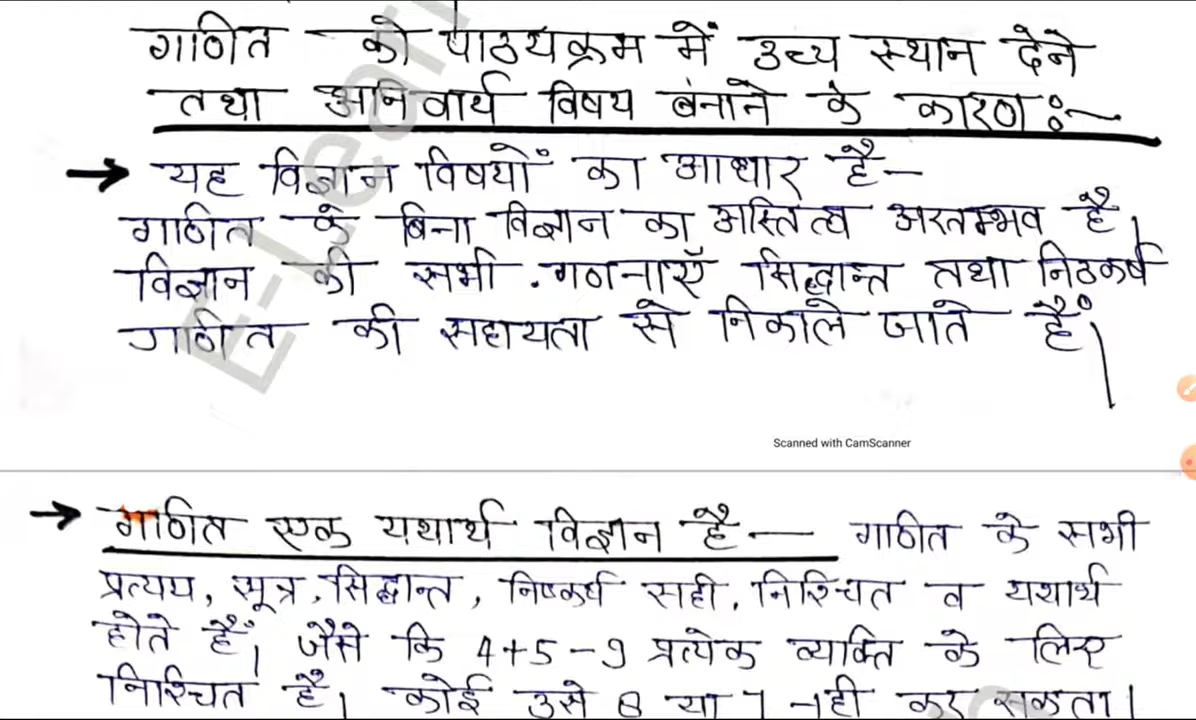 गणित को पाठयक्रम में उच्य स्थान देने
तथा अनिवार्य विषय बंनाने के कारण :-
→ यह विज्ञान विषयों का आधार है -
गणित के बिना विज्ञान का अस्तित्व असम्भव है।
विज्ञान की सभी गणनाएँ सिद्धान्त तथा निष्कर्ष
गणित की सहायता से निकाले जाते हैं।
Scanned with CamScanner
→ गणित एक यथार्थ विज्ञान है — गणित के सभी
प्रत्यय, सूत्र, सिद्धान्त, निष्कर्ष सही, निश्चित व यथार्थ
होते हैं। जैसे कि 4+5-9 प्रत्येक व्यक्ति के लिए
निश्चित है। कोई उसे 8 या 7 नही कर सकता।